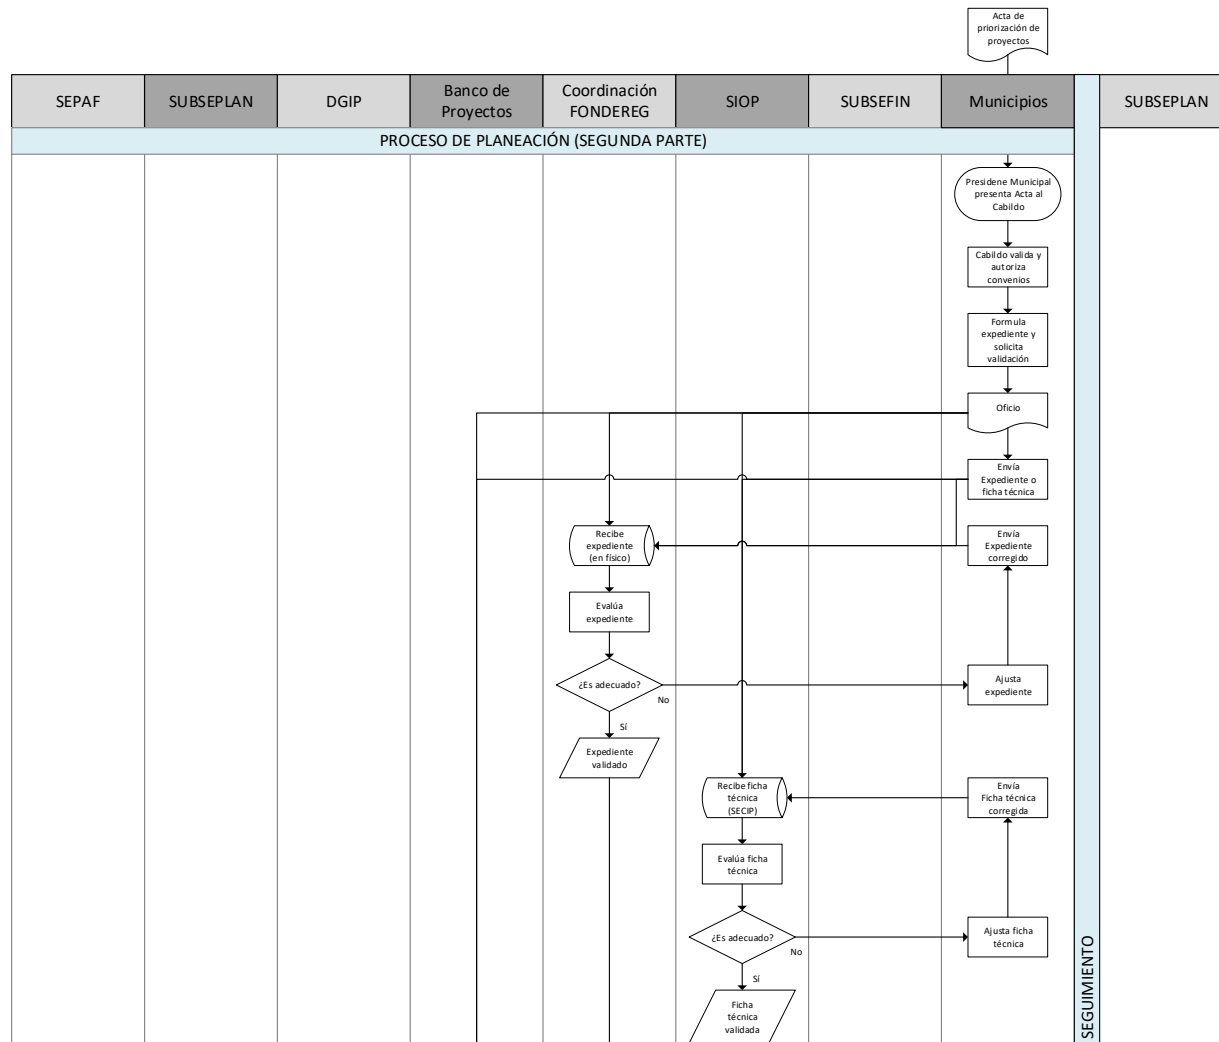 Acta de
priorización de
proyectos
SEPAF
SUBSEPLAN
DGIP
Banco de
Proyectos
Coordinación
FONDEREG
SIOP
SUBSEFIN
Municipios
SUBSEPLAN
PROCESO DE PLANEACIÓN (SEGUNDA PARTE)
Presidene Municipal
presenta Acta al
Cabildo
Cabildo valida y
autoriza
convenios
Formula
expediente y
solicita
validación
Oficio
Envía
Expediente o
ficha técnica
Recibe
expediente
(en físico)
Envía
Expediente
corregido
Evalúa
expediente
¿Es adecuado?
No
Ajusta
expediente
Sí
Expediente
validado
Recibe ficha
técnica
(SECIP)
Envía
Ficha técnica
corregida
Evalúa ficha
técnica
¿Es adecuado?
No
Ajusta ficha
técnica
Sí
Ficha
técnica
validada
SEGUIMIENTO